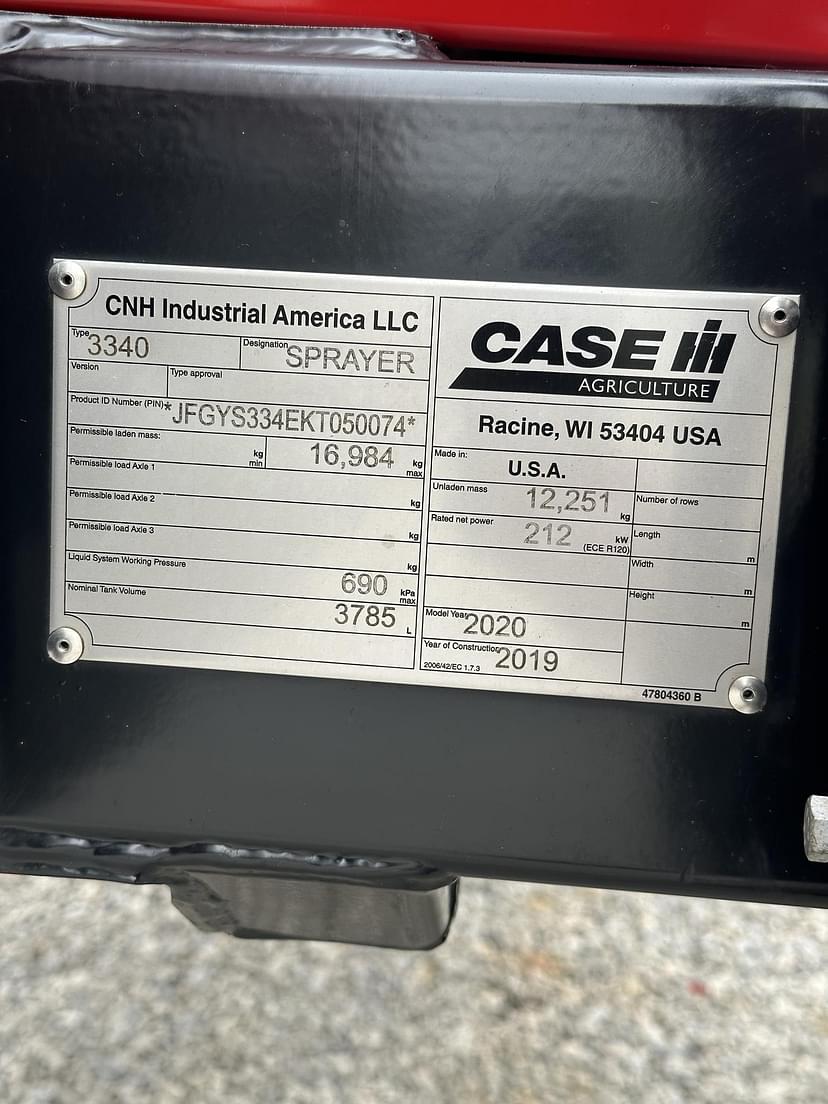 CNH Industrial America LLC
Type 3340 Designation SPRAYER
Version Type approval
Product ID Number (PIN) *JFGYS334EKT050074*
Permissible laden mass: kg min 16,984 kg max
Permissible load Axle 1 kg
Permissible load Axle 2 kg
Permissible load Axle 3 kg
Liquid System Working Pressure 690 kPa max
Nominal Tank Volume 3785 L
CASE IH
AGRICULTURE
Racine, WI 53404 USA
Made in: U.S.A.
Unladen mass 12,251 kg Number of rows
Rated net power 212 kW (ECE R120) Length m
Width m
Height m
Model Year 2020
Year of Construction 2019
2006/42/EC 1.7.3
47804360 B